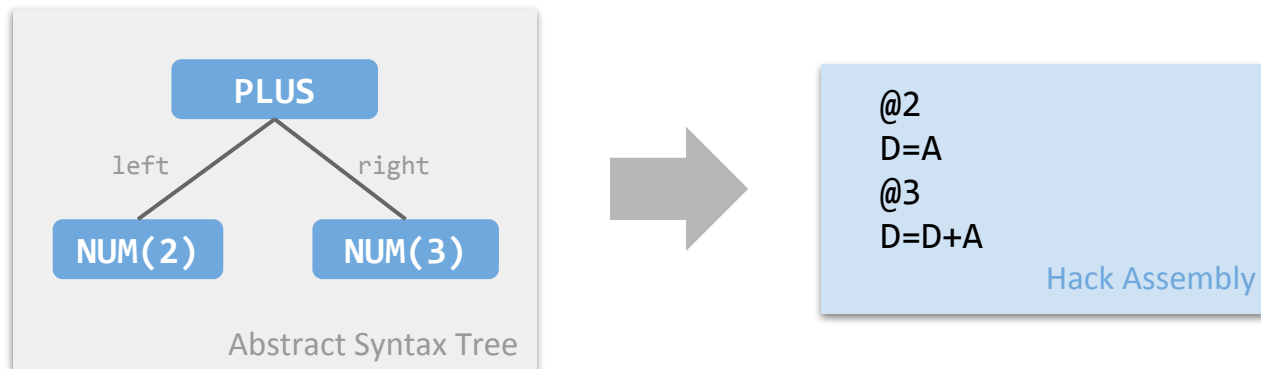 PLUS
left right
NUM(2) NUM(3)
Abstract Syntax Tree
@2
D=A
@3
D=D+A
Hack Assembly